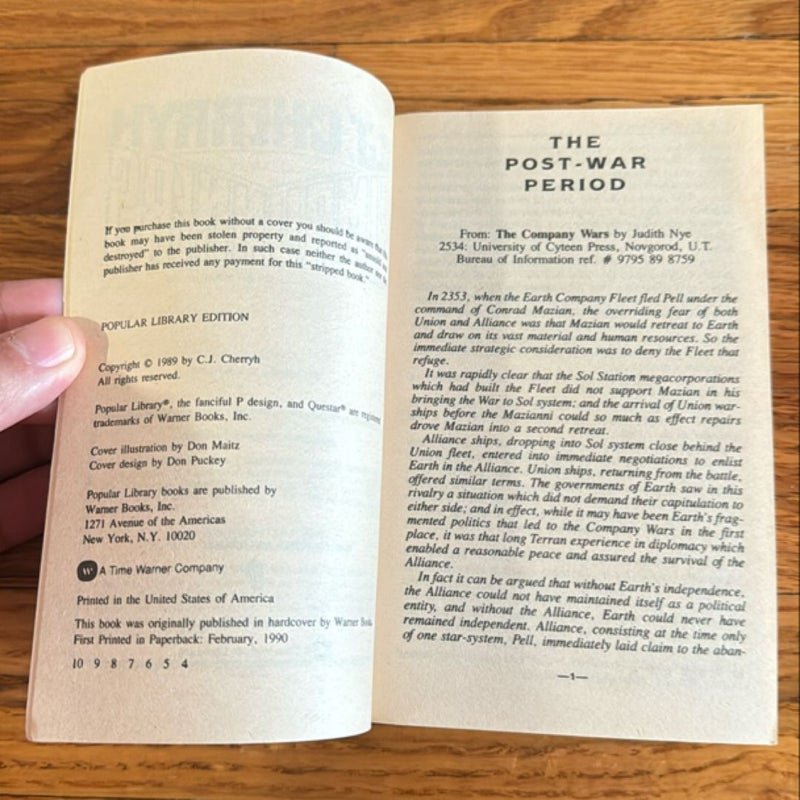 If you purchase this book without a cover you should be aware that this
book may have been stolen property and reported as "unsold and
destroyed" to the publisher. In such case neither the author nor the
publisher has received any payment for this "stripped book."
POPULAR LIBRARY EDITION
Copyright © 1989 by C.J. Cherryh
All rights reserved.
Popular Library®, the fanciful P design, and Questar® are registered
trademarks of Warner Books, Inc.
Cover illustration by Don Maitz
Cover design by Don Puckey
Popular Library books are published by
Warner Books, Inc.
1271 Avenue of the Americas
New York, N.Y. 10020
W A Time Warner Company
Printed in the United States of America
This book was originally published in hardcover by Warner Books.
First Printed in Paperback: February, 1990
10 9 8 7 6 5 4
THE
POST-WAR
PERIOD
From: The Company Wars by Judith Nye
2534: University of Cyteen Press, Novgorod, U.T.
Bureau of Information ref. # 9795 89 8759
In 2353, when the Earth Company Fleet fled Pell under the
command of Conrad Mazian, the overriding fear of both
Union and Alliance was that Mazian would retreat to Earth
and draw on its vast material and human resources. So the
immediate strategic consideration was to deny the Fleet that
refuge.
It was rapidly clear that the Sol Station megacorporations
which had built the Fleet did not support Mazian in his
bringing the War to Sol system; and the arrival of Union war-
ships before the Mazianni could so much as effect repairs
drove Mazian into a second retreat.
Alliance ships, dropping into Sol system close behind the
Union fleet, entered into immediate negotiations to enlist
Earth in the Alliance. Union ships, returning from the battle,
offered similar terms. The governments of Earth saw in this
rivalry a situation which did not demand their capitulation to
either side; and in effect, while it may have been Earth's frag-
mented politics that led to the Company Wars in the first
place, it was that long Terran experience in diplomacy which
enabled a reasonable peace and assured the survival of the
Alliance.
In fact it can be argued that without Earth's independence,
the Alliance could not have maintained itself as a political
entity, and without the Alliance, Earth could never have
remained independent. Alliance, consisting at the time only
of one star-system, Pell, immediately laid claim to the aban-
—1—